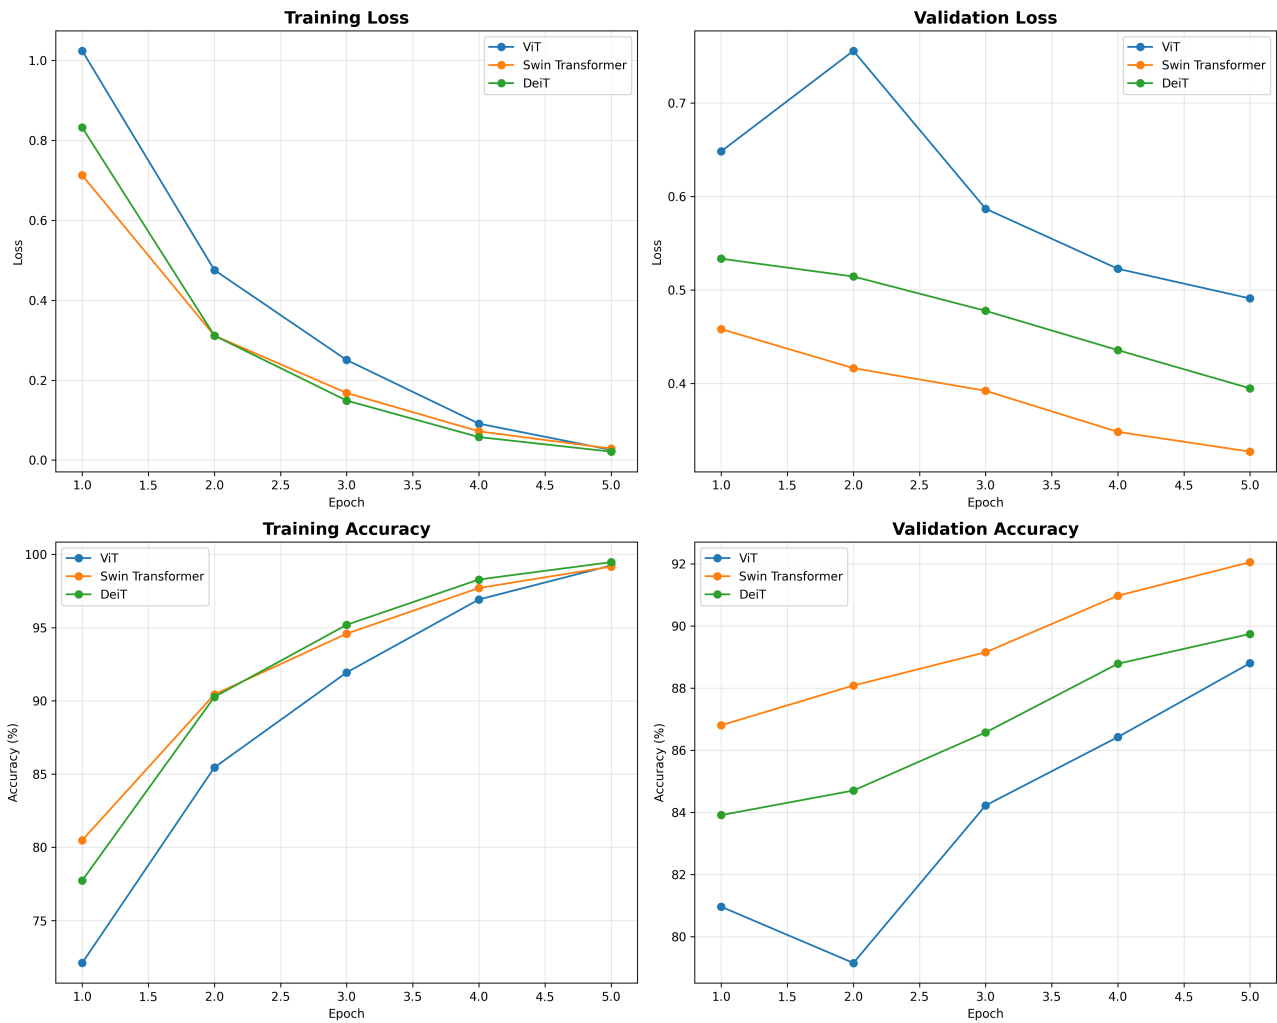 Training Loss
Loss
1.0
0.8
0.6
0.4
0.2
0.0
ViT
Swin Transformer
DeiT
1.0 1.5 2.0 2.5 3.0 3.5 4.0 4.5 5.0
Epoch
Validation Loss
Loss
0.7
0.6
0.5
0.4
ViT
Swin Transformer
DeiT
1.0 1.5 2.0 2.5 3.0 3.5 4.0 4.5 5.0
Epoch
Training Accuracy
Accuracy (%)
100
95
90
85
80
75
ViT
Swin Transformer
DeiT
1.0 1.5 2.0 2.5 3.0 3.5 4.0 4.5 5.0
Epoch
Validation Accuracy
Accuracy (%)
92
90
88
86
84
82
80
ViT
Swin Transformer
DeiT
1.0 1.5 2.0 2.5 3.0 3.5 4.0 4.5 5.0
Epoch